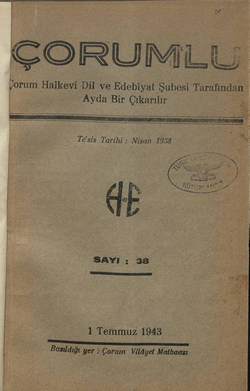 ÇORUMLU
Çorum Halkevi Dil ve Edebiyat Şubesi Tarafından
Ayda Bir Çıkarılır
Te'sis Tarihi : Nisan 1938
H-E
SAYI : 38
1 Temmuz 1943
Basıldığı yer : Çorum Vilâyet Matbaası